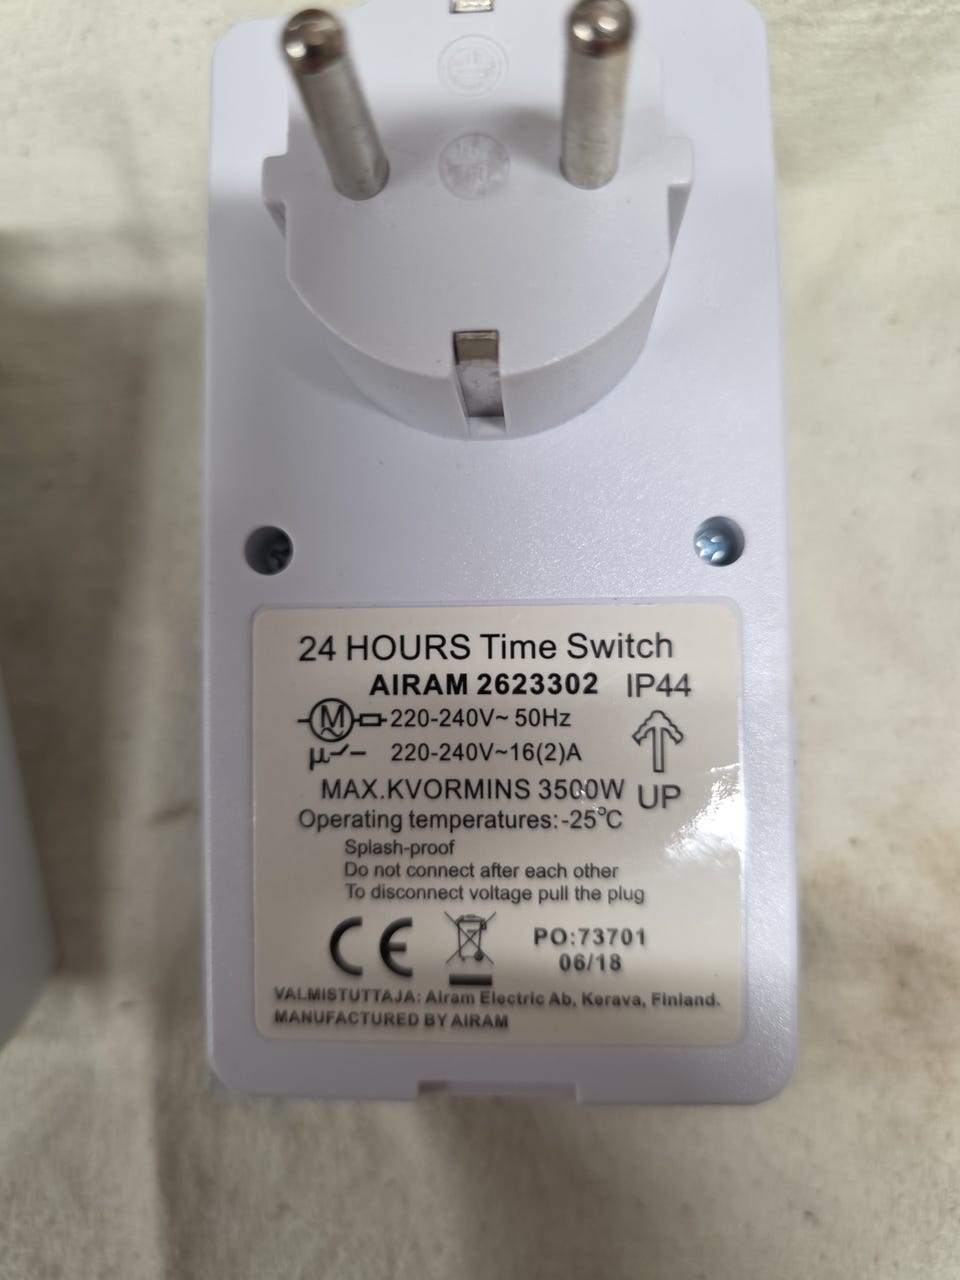 24 HOURS Time Switch
AIRAM 2623302 IP44
M 220-240V~ 50Hz
μ 220-240V~16(2)A
MAX.KVORMINS 3500W UP
Operating temperatures:-25°C
Splash-proof
Do not connect after each other
To disconnect voltage pull the plug
CE PO:73701
06/18
VALMISTUTTAJA: Airam Electric Ab, Kerava, Finland.
MANUFACTURED BY AIRAM